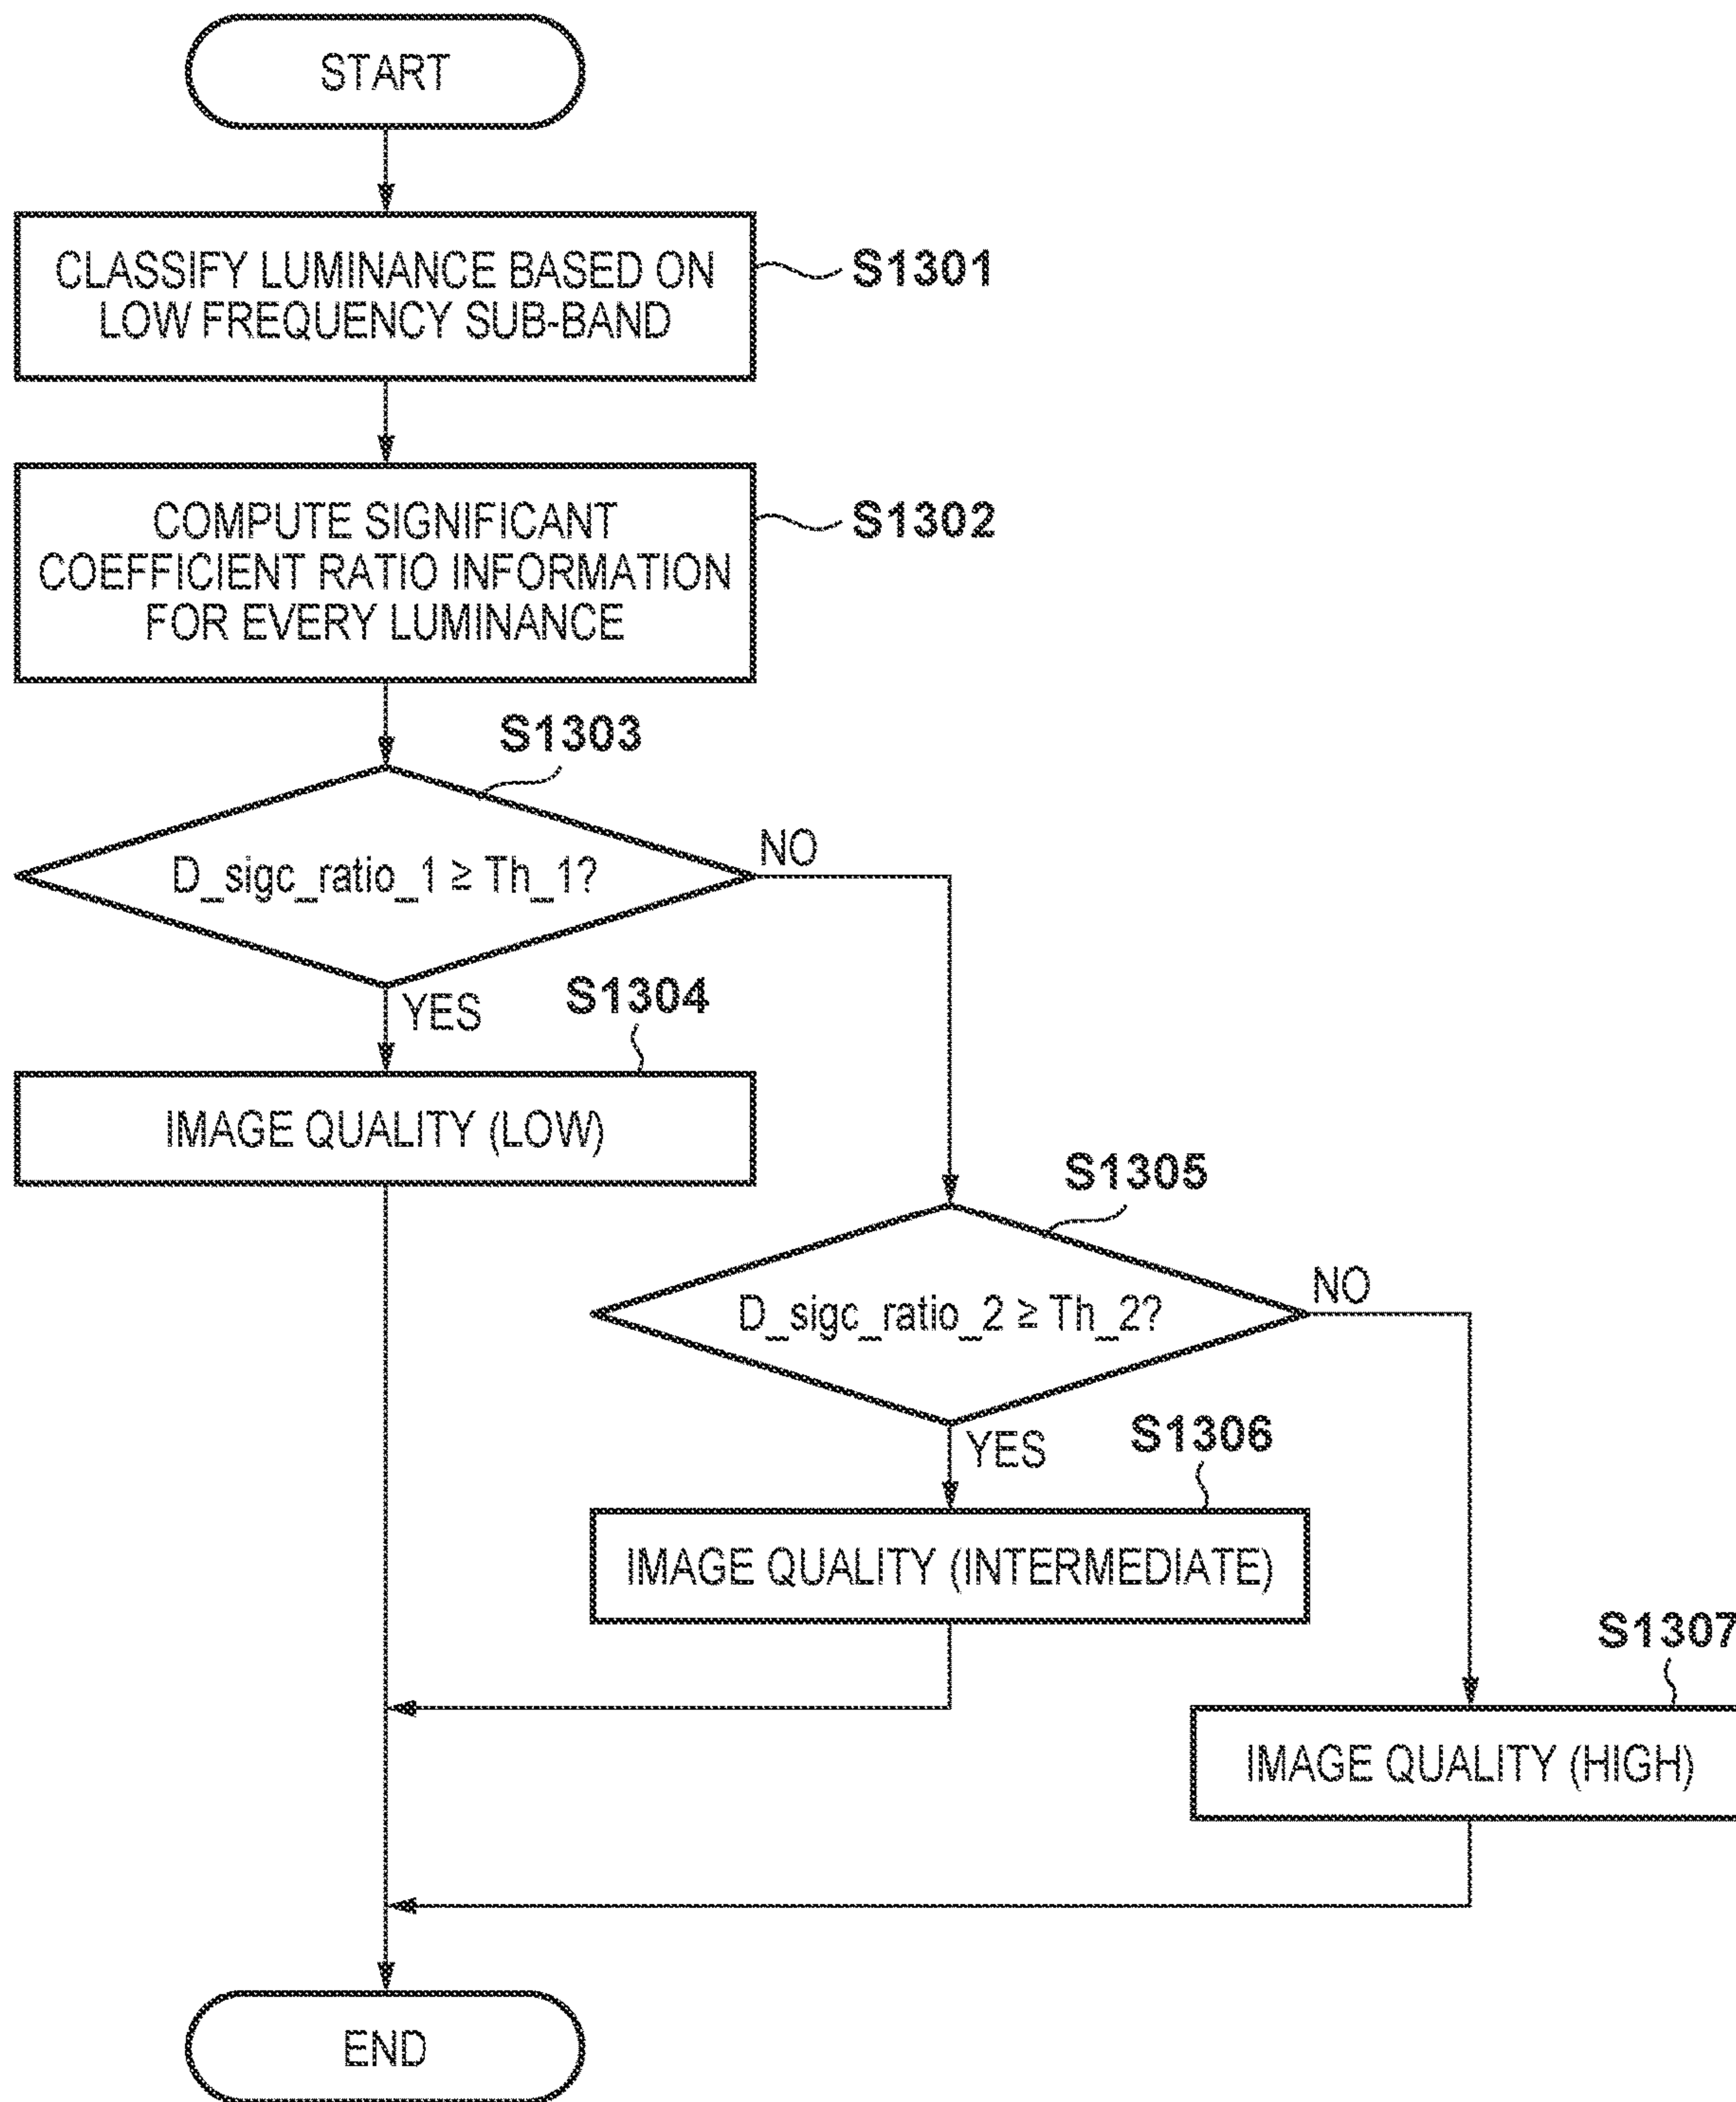 START
CLASSIFY LUMINANCE BASED ON
LOW FREQUENCY SUB-BAND
S1301
COMPUTE SIGNIFICANT
COEFFICIENT RATIO INFORMATION
FOR EVERY LUMINANCE
S1302
S1303
D_sigc_ratio_1 ≥ Th_1?
NO
YES
S1304
IMAGE QUALITY (LOW)
S1305
D_sigc_ratio_2 ≥ Th_2?
NO
YES
S1306
IMAGE QUALITY (INTERMEDIATE)
S1307
IMAGE QUALITY (HIGH)
END